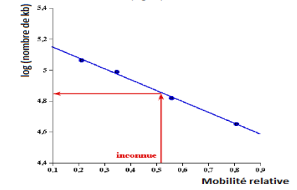 5,4
5,2
5
4,8
4,6
4,4
log (nombre de kb)
inconnue
0.1 0,2 0,3 0,4 0,5 0,6 0,7 0,8 0,9
Mobilité relative